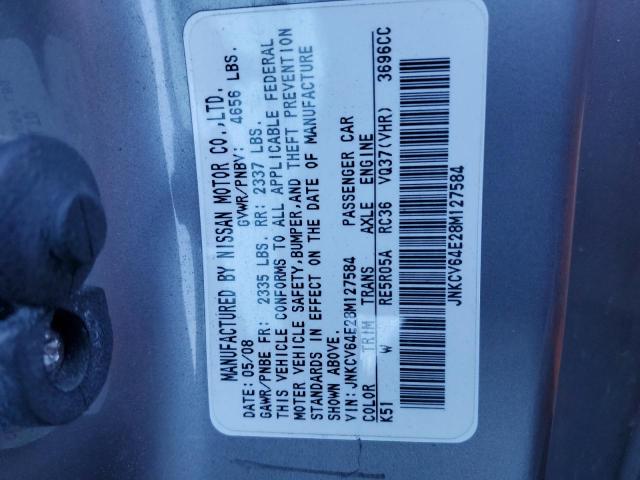 MANUFACTURED BY NISSAN MOTOR CO.,LTD.
DATE: 05/08 GVWR/PNBV: 4656 LBS.
GAWR/PNBE FR: 2335 LBS. RR: 2337 LBS.
THIS VEHICLE CONFORMS TO ALL APPLICABLE FEDERAL
MOTOR VEHICLE SAFETY,BUMPER,AND THEFT PREVENTION
STANDARDS IN EFFECT ON THE DATE OF MANUFACTURE
SHOWN ABOVE.
VIN: JNKCV64E28M127584 PASSENGER CAR
COLOR TRIM TRANS AXLE ENGINE
K51 W RE5R05A RC36 VQ37(VHR) 3696CC
JNKCV64E28M127584